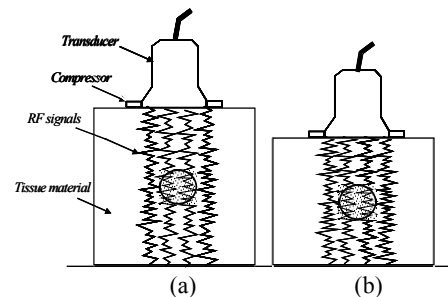 Transducer
Compressor
RF signals
Tissue material
(a) (b)